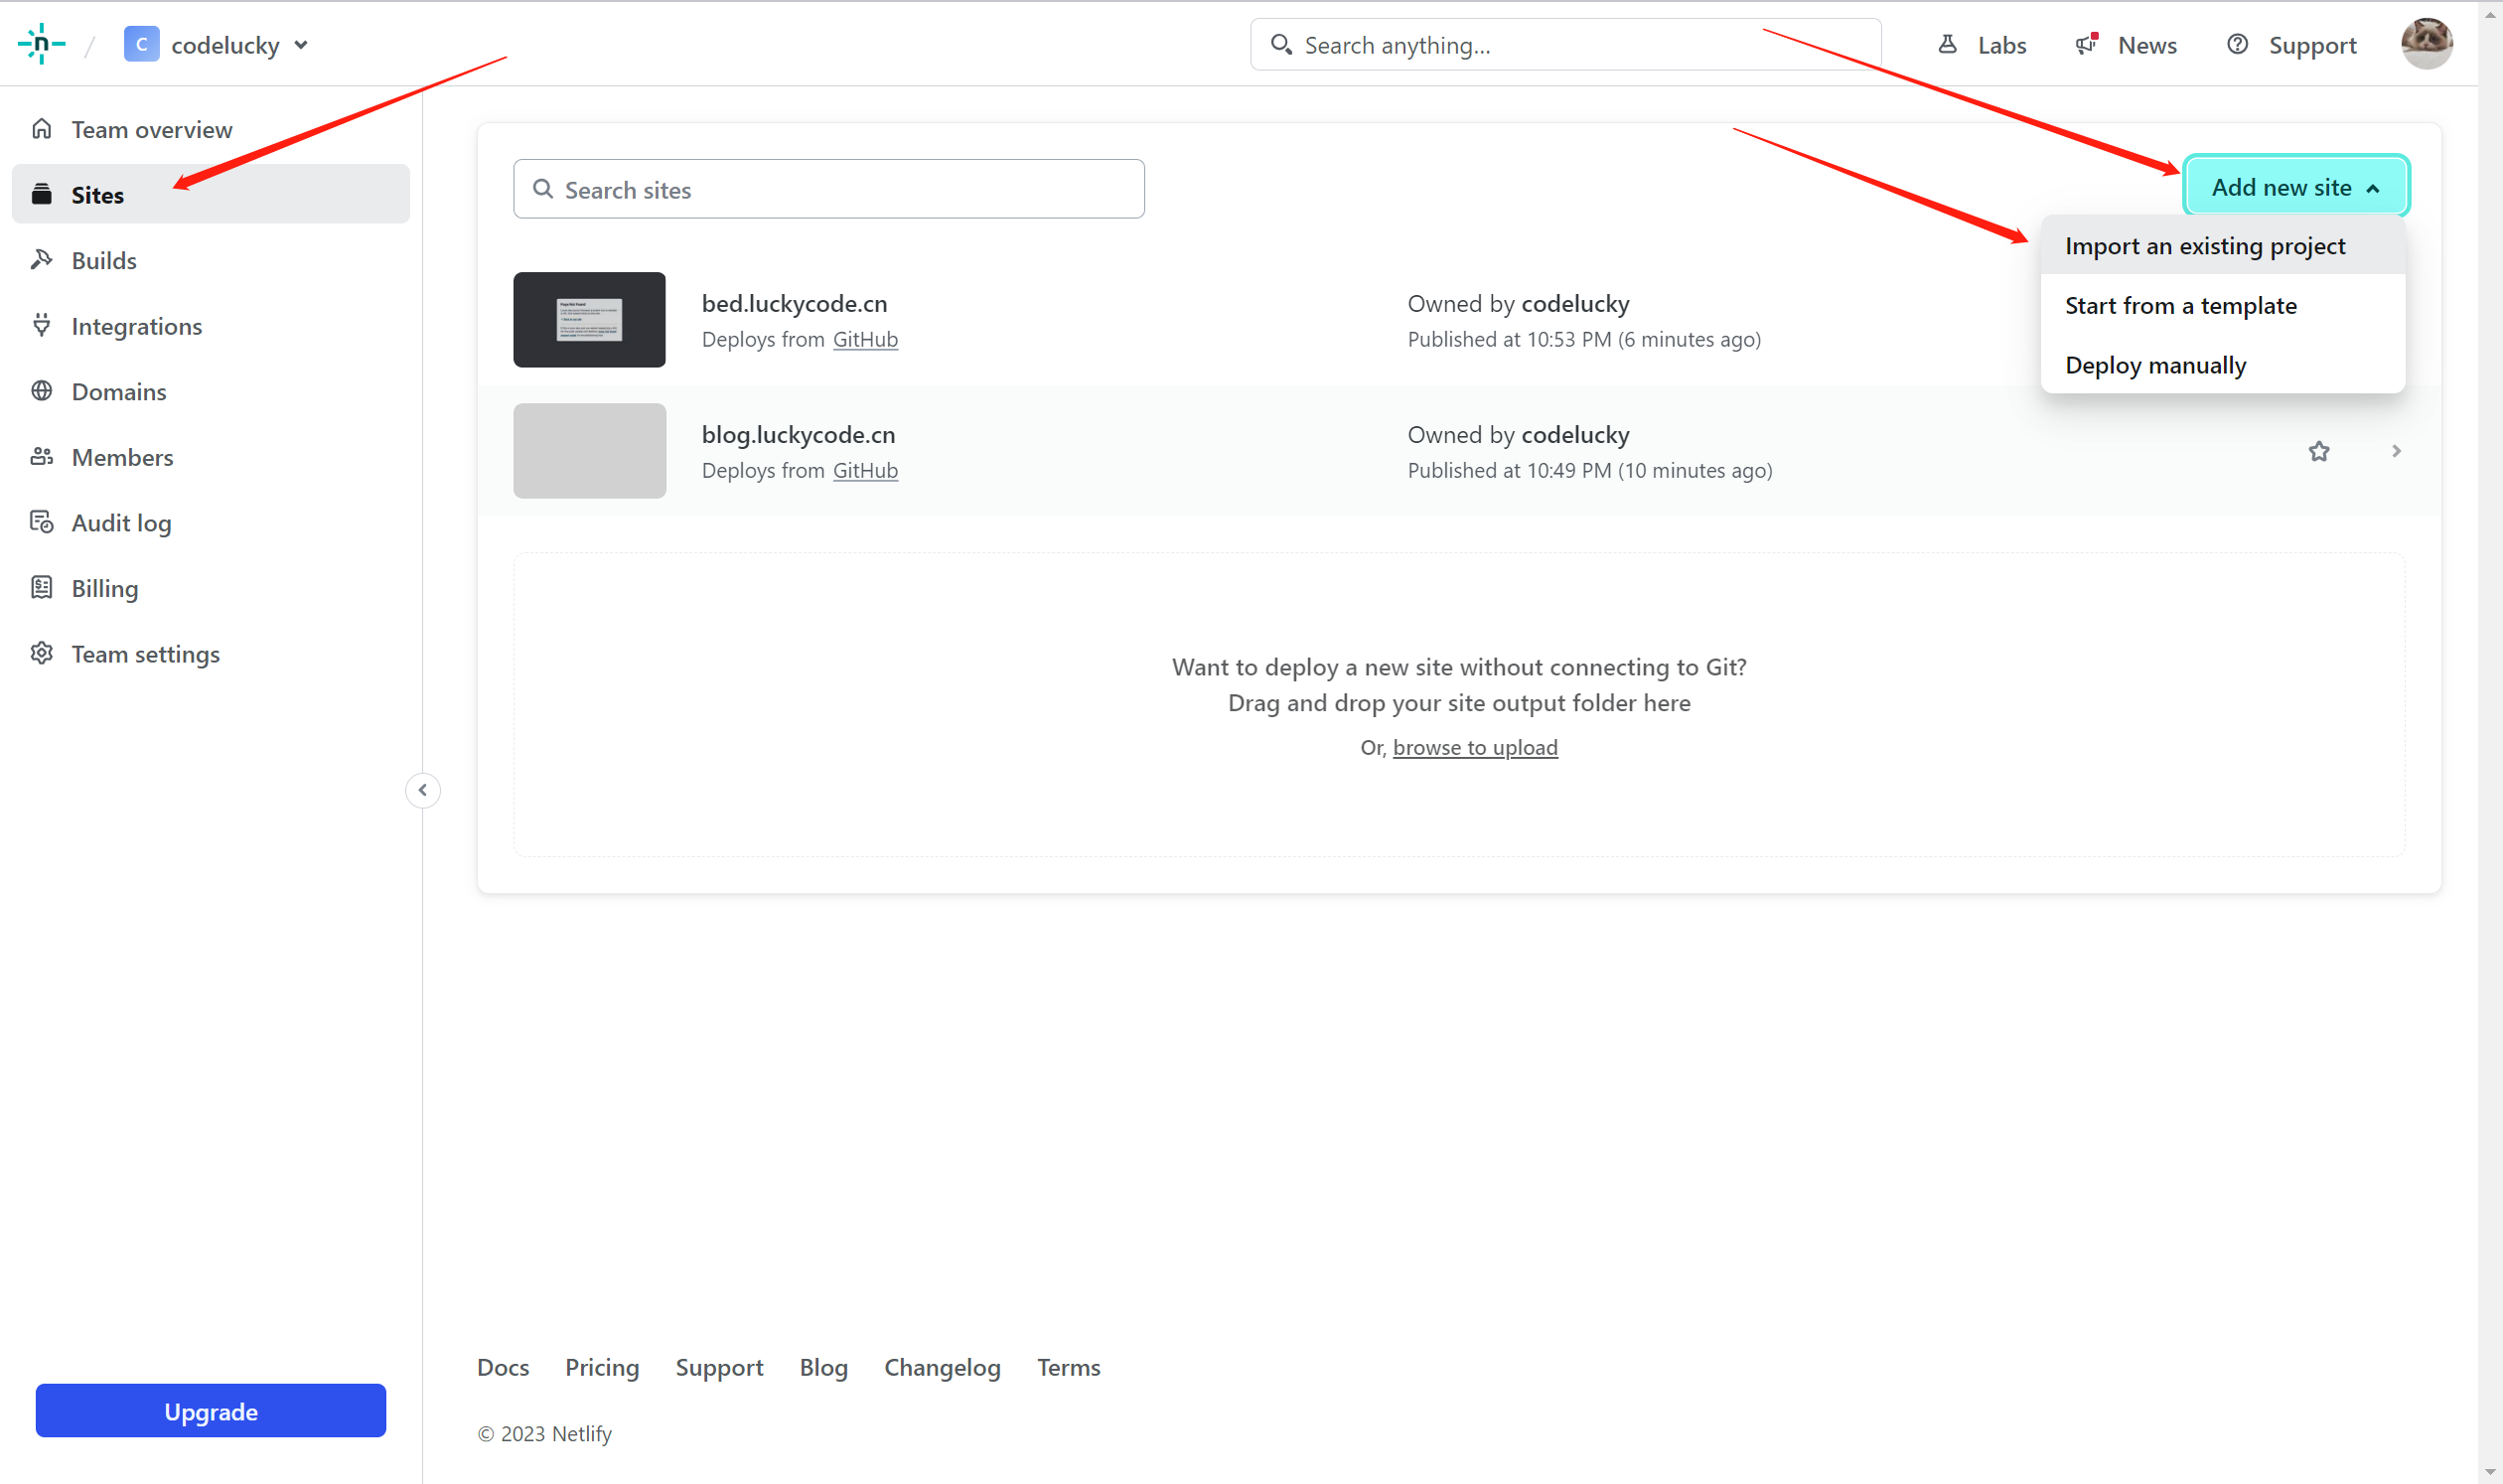 n / C codelucky
Search anything...
Labs
News
Support
Team overview
Sites
Builds
Integrations
Domains
Members
Audit log
Billing
Team settings
Upgrade
Search sites
Add new site
Import an existing project
Start from a template
Deploy manually
bed.luckycode.cn
Deploys from GitHub
Owned by codelucky
Published at 10:53 PM (6 minutes ago)
blog.luckycode.cn
Deploys from GitHub
Owned by codelucky
Published at 10:49 PM (10 minutes ago)
Want to deploy a new site without connecting to Git?
Drag and drop your site output folder here
Or, browse to upload
Docs Pricing Support Blog Changelog Terms
© 2023 Netlify